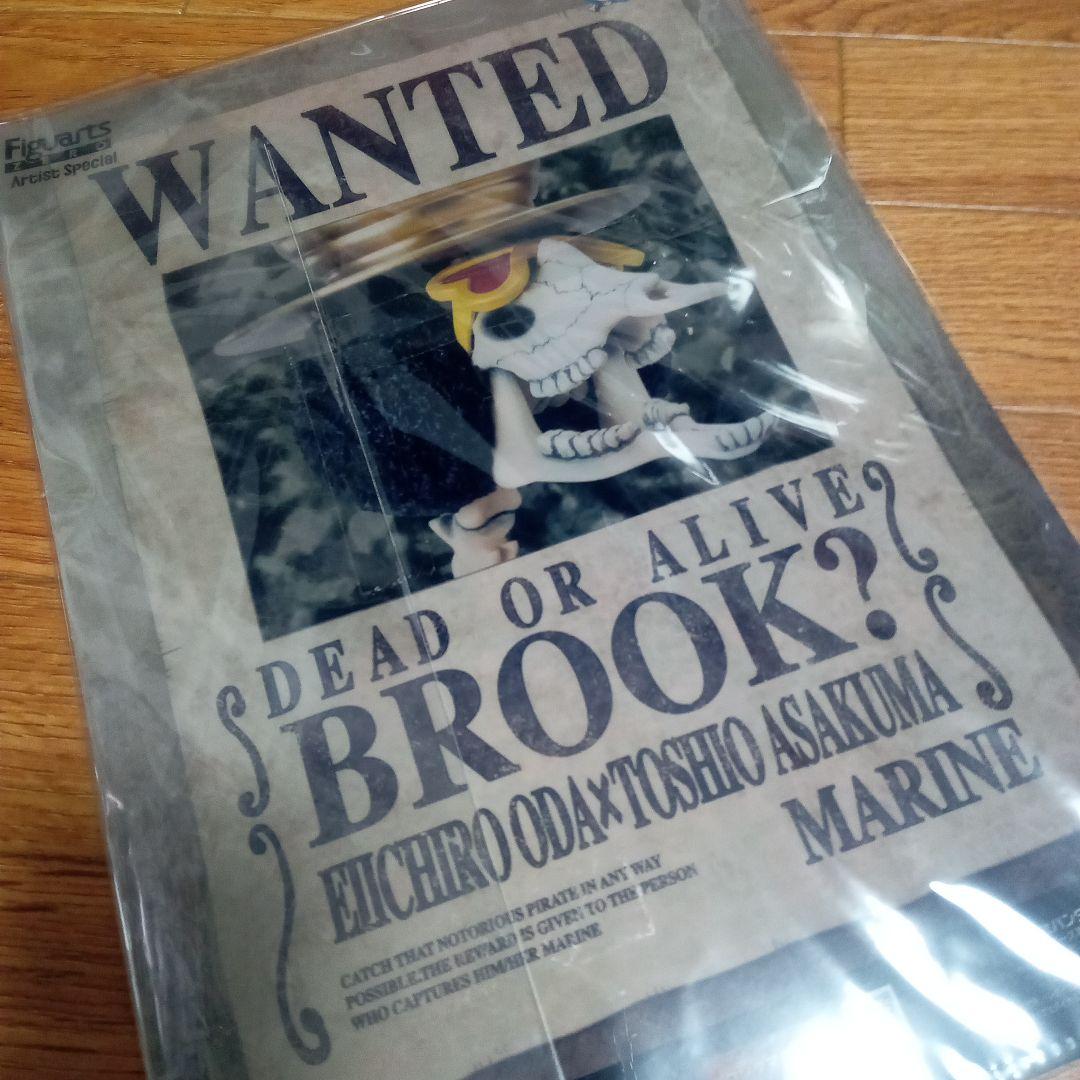 Figuarts
ZERO
Artist Special
WANTED
DEAD OR ALIVE
BROOK?
EIICHIRO ODA×TOSHIO ASAKUMA
MARINE
CATCH THAT NOTORIOUS PIRATE IN ANY WAY
POSSIBLE.THE REWARD IS GIVEN TO THE PERSON
WHO CAPTURES HIM/HER MARINE